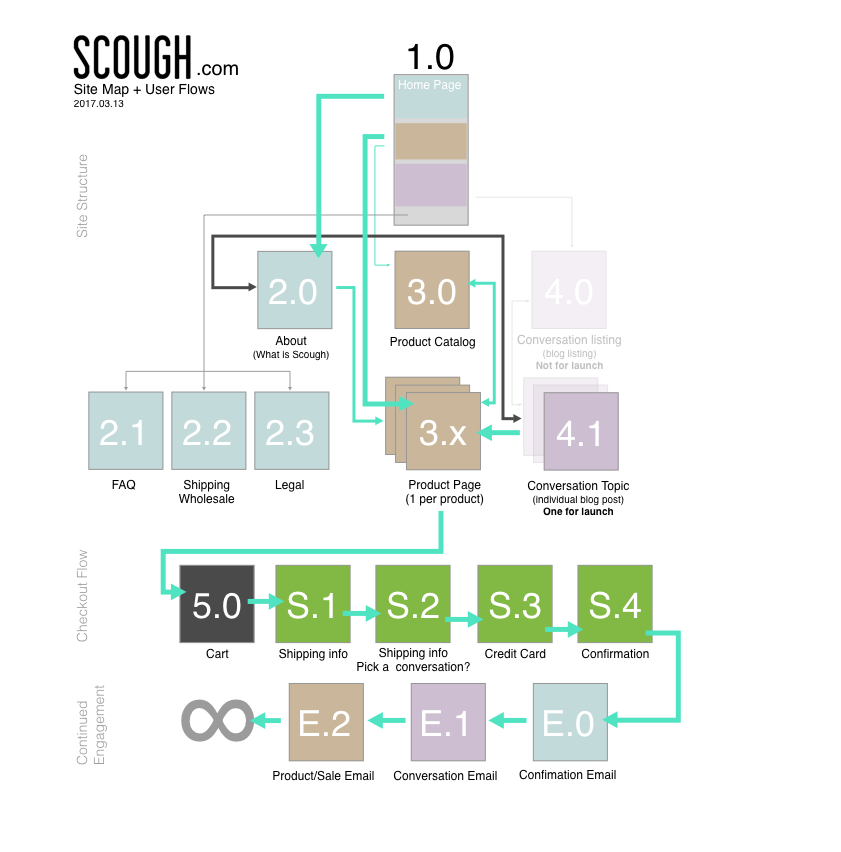 SCOUGH.com
Site Map + User Flows
2017.03.13
1.0
Home Page
Site Structure
2.0
About
(What is Scough)
3.0
Product Catalog
4.0
Conversation listing
(blog listing)
Not for launch
2.1
FAQ
2.2
Shipping
Wholesale
2.3
Legal
3.x
Product Page
(1 per product)
4.1
Conversation Topic
(individual blog post)
One for launch
Checkout Flow
5.0
Cart
S.1
Shipping info
S.2
Shipping info
Pick a conversation?
S.3
Credit Card
S.4
Confirmation
Continued
Engagement
∞
E.2
Product/Sale Email
E.1
Conversation Email
E.0
Confimation Email